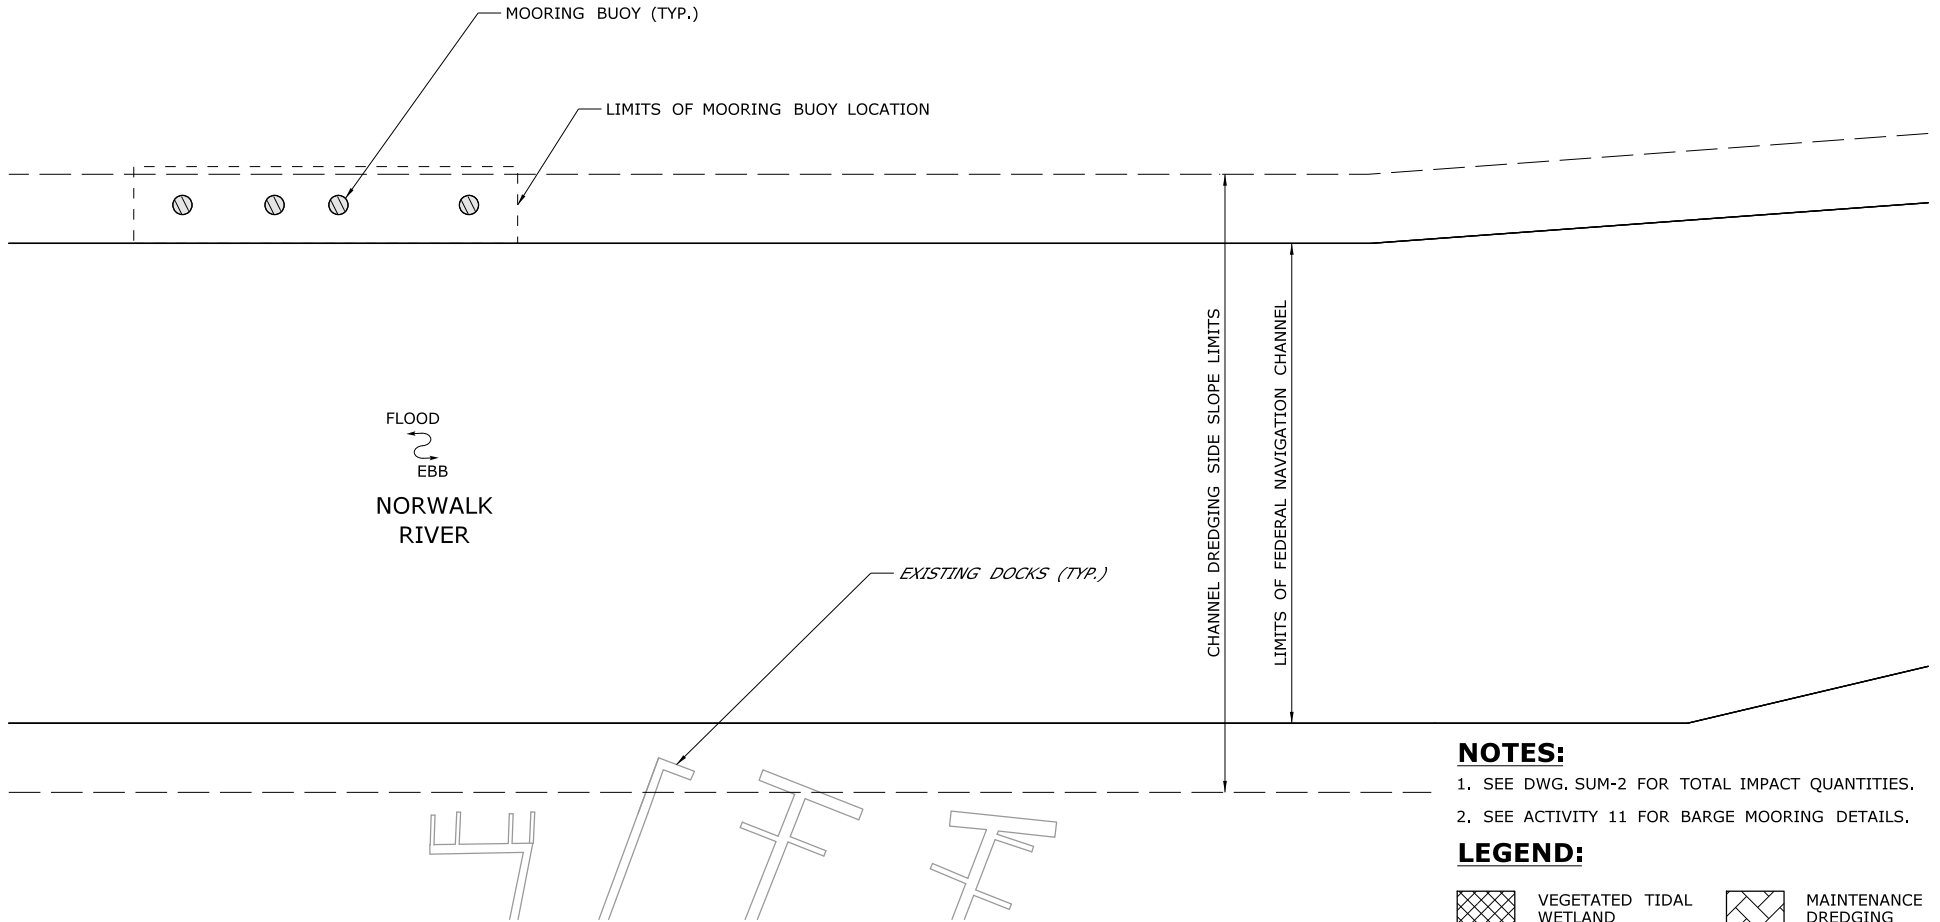 MOORING BUOY (TYP.)
LIMITS OF MOORING BUOY LOCATION
CHANNEL DREDGING SIDE SLOPE LIMITS
LIMITS OF FEDERAL NAVIGATION CHANNEL
FLOOD
EBB
NORWALK
RIVER
EXISTING DOCKS (TYP.)
NOTES:
1. SEE DWG. SUM-2 FOR TOTAL IMPACT QUANTITIES.
2. SEE ACTIVITY 11 FOR BARGE MOORING DETAILS.
LEGEND:
VEGETATED TIDAL
WETLAND
MAINTENANCE
DREDGING